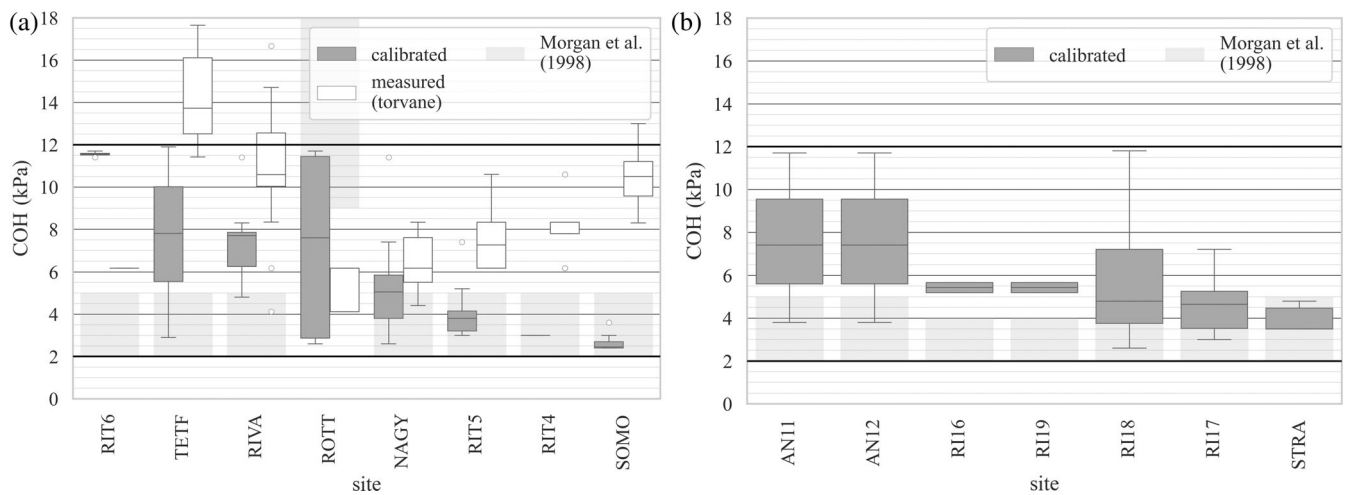 (a)
18
16
14
12
10
8
6
4
2
0
COH (kPa)
calibrated
measured
(torvane)
Morgan et al.
(1998)
RIT6
TETF
RIVA
ROTT
NAGY
RIT5
RIT4
SOMO
site
(b)
18
16
14
12
10
8
6
4
2
0
COH (kPa)
calibrated
Morgan et al.
(1998)
AN11
AN12
RI16
RI19
RI18
RI17
STRA
site